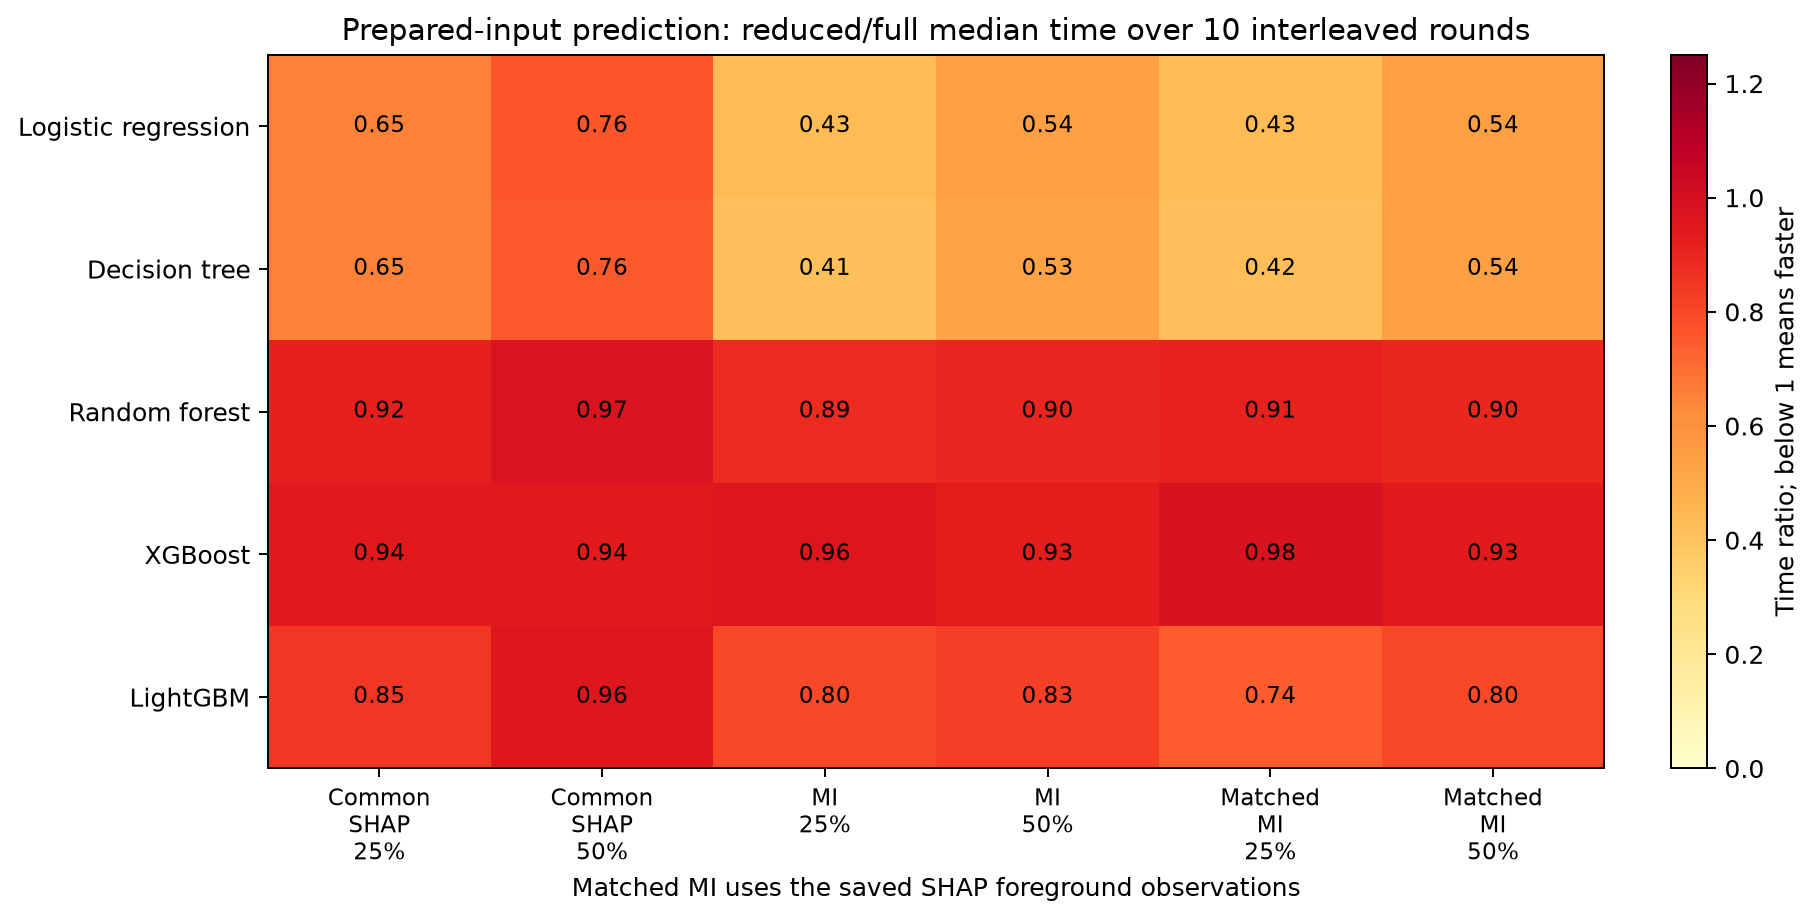 Prepared-input prediction: reduced/full median time over 10 interleaved rounds
Logistic regression 0.65 0.76 0.43 0.54 0.43 0.54
Decision tree 0.65 0.76 0.41 0.53 0.42 0.54
Random forest 0.92 0.97 0.89 0.90 0.91 0.90
XGBoost 0.94 0.94 0.96 0.93 0.98 0.93
LightGBM 0.85 0.96 0.80 0.83 0.74 0.80
Common
SHAP
25%
Common
SHAP
50%
MI
25%
MI
50%
Matched
MI
25%
Matched
MI
50%
Matched MI uses the saved SHAP foreground observations
1.2
1.0
0.8
0.6
0.4
0.2
0.0
Time ratio; below 1 means faster